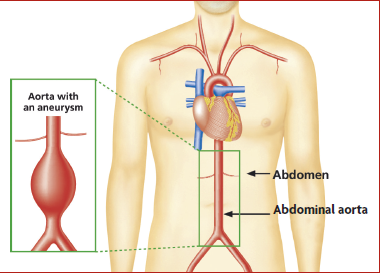 Aorta with
an aneurysm
Abdomen
Abdominal aorta